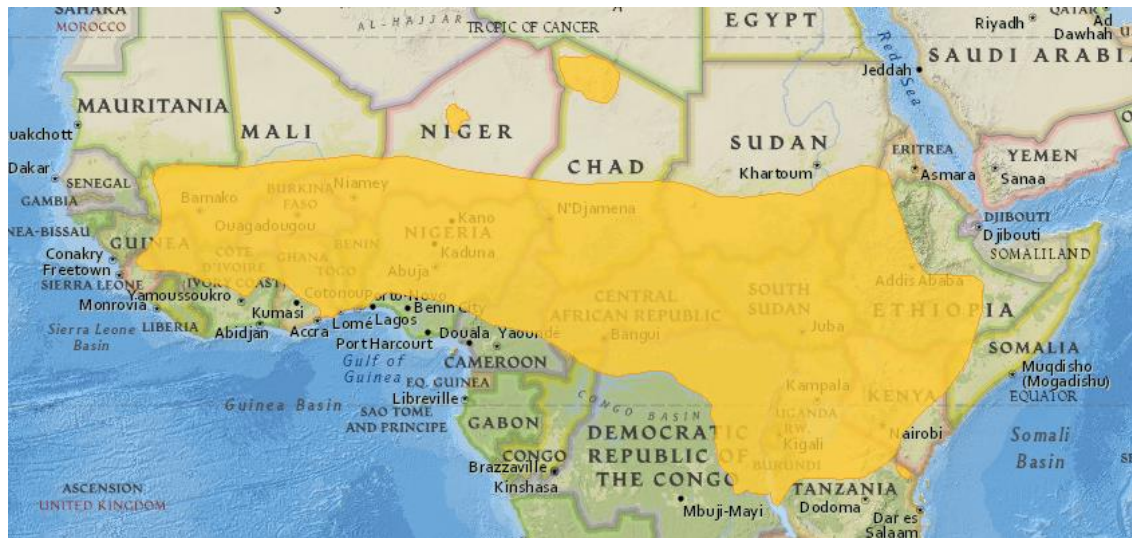 SAHARA
MOROCCO
AL-HAJJAR
TROPIC OF CANCER
EGYPT
Riyadh
QATAR
Ad
Dawhah
SAUDI ARABIA
Jeddah
Red Sea
MAURITANIA
uakchott
MALI
NIGER
CHAD
SUDAN
Khartoum
ERITREA
Asmara
YEMEN
Sanaa
Dakar
SENEGAL
GAMBIA
NEA-BISSAU
GUINEA
Bamako
BURKINA
FASO
Niamey
Ouagadougou
Kano
NIGERIA
Kaduna
N'Djamena
DJIBOUTI
Djibouti
SOMALILAND
Conakry
Freetown
SIERRA LEONE
COTE
D'IVOIRE
(IVORY COAST)
GHANA
TOGO
BENIN
Abuja
Addis Ababa
ETHIOPIA
Monrovia
LIBERIA
Yamoussoukro
Kumasi
Cotonou
Porto-Novo
Benin City
Abidjan
Accra
Lomé
Lagos
Port Harcourt
Douala
Yaoundé
CENTRAL
AFRICAN REPUBLIC
Bangui
SOUTH
SUDAN
Juba
Sierra Leone
Basin
Gulf of
Guinea
CAMEROON
EQ. GUINEA
Libreville
SOMALIA
Muqdisho
(Mogadishu)
EQUATOR
Guinea Basin
SAO TOME
AND PRINCIPE
GABON
CONGO BASIN
Kampala
UGANDA
KENYA
RW.
Kigali
Nairobi
Somali
Basin
DEMOCRATIC
REPUBLIC OF
THE CONGO
CONGO
Brazzaville
Kinshasa
BURUNDI
ASCENSION
UNITED KINGDOM
Mbuji-Mayi
TANZANIA
Dodoma
Dar es
Salaam